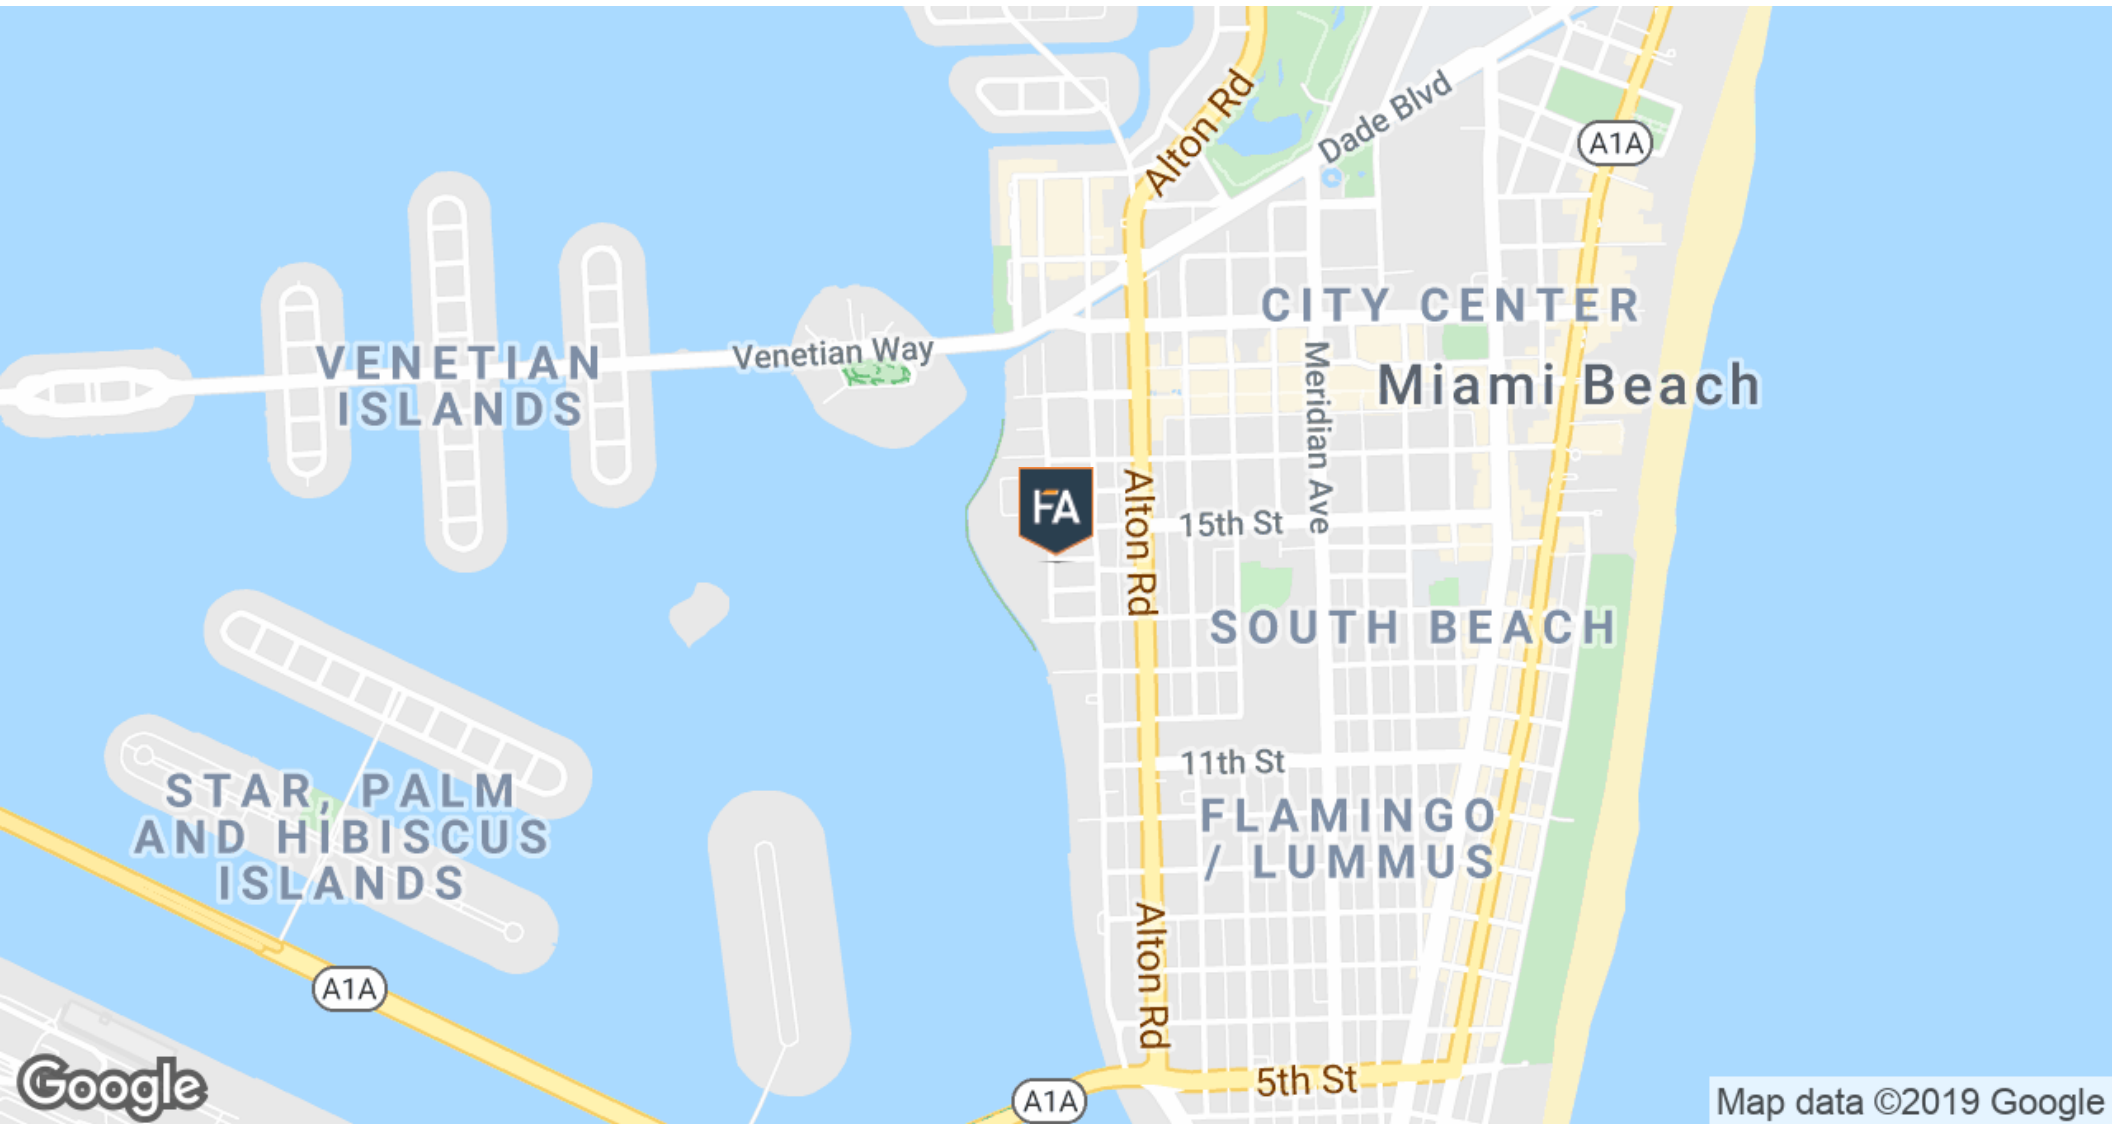 Alton Rd
Dade Blvd
A1A
CITY CENTER
Venetian Way
VENETIAN
ISLANDS
Meridian Ave
Miami Beach
FA
Alton Rd
15th St
SOUTH BEACH
11th St
STAR, PALM
AND HIBISCUS
ISLANDS
FLAMINGO
/ LUMMUS
Alton Rd
A1A
Google
5th St
A1A
Map data ©2019 Google